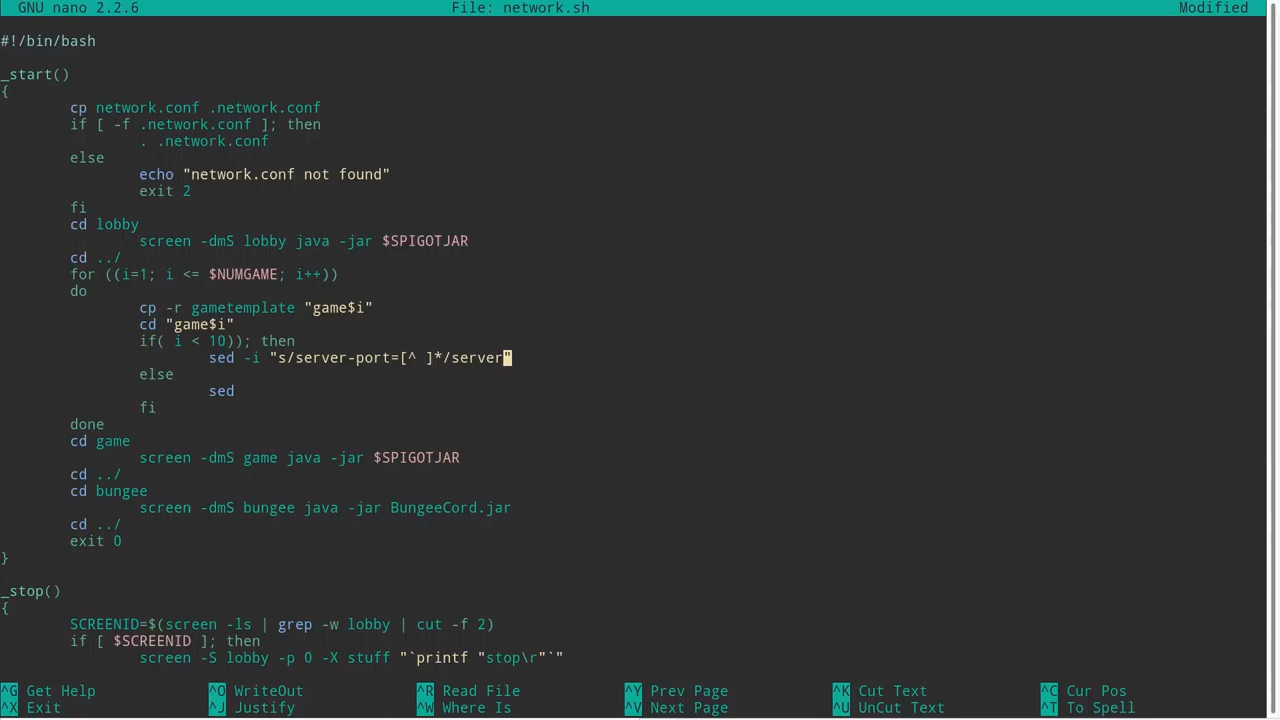 GNU nano 2.2.6 File: network.sh Modified
#!/bin/bash
_start()
{
cp network.conf .network.conf
if [ -f .network.conf ]; then
. .network.conf
else
echo "network.conf not found"
exit 2
fi
cd lobby
screen -dmS lobby java -jar $SPIGOTJAR
cd ../
for ((i=1; i <= $NUMGAME; i++))
do
cp -r gametemplate "game$i"
cd "game$i"
if( i < 10)); then
sed -i "s/server-port=[^ ]*/server"
else
sed
fi
done
cd game
screen -dmS game java -jar $SPIGOTJAR
cd ../
cd bungee
screen -dmS bungee java -jar BungeeCord.jar
cd ../
exit 0
}
_stop()
{
SCREENID=$(screen -ls | grep -w lobby | cut -f 2)
if [ $SCREENID ]; then
screen -S lobby -p 0 -X stuff "`printf "stop\r"`"
^G Get Help ^O WriteOut ^R Read File ^Y Prev Page ^K Cut Text ^C Cur Pos
^X Exit ^J Justify ^W Where Is ^V Next Page ^U UnCut Text ^T To Spell